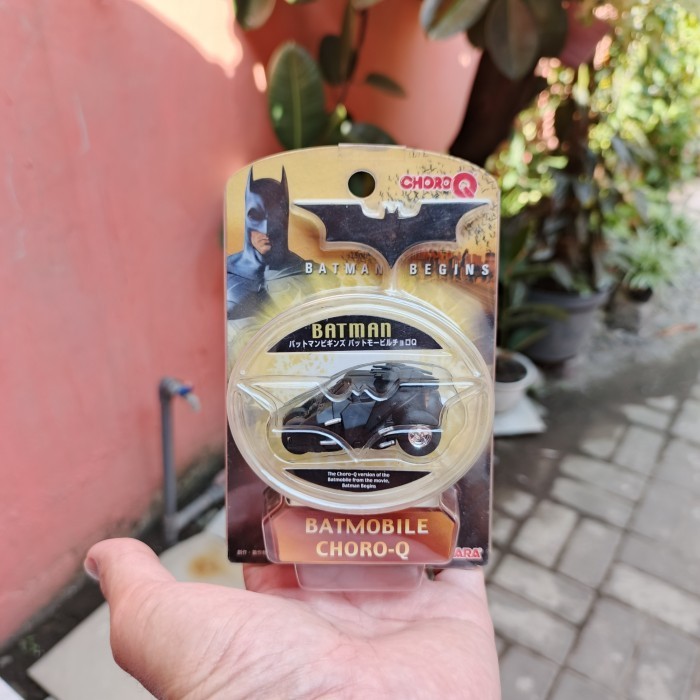 CHORO Q
BATMAN BEGINS
BATMAN
バットマンビギンズ バットモービルチョロQ
The Choro-Q version of the
Batmobile from the movie,
Batman Begins
BATMOBILE
CHORO-Q
ARA